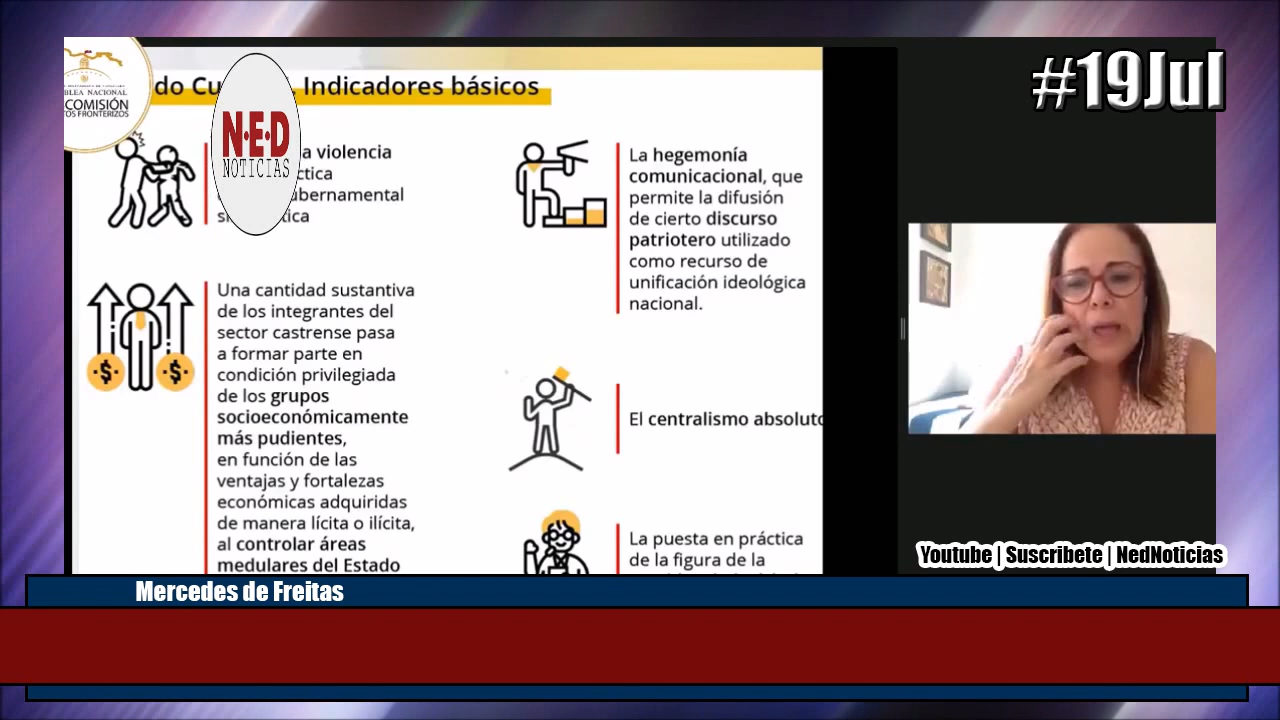 #19Jul
BLEA NACIONAL
COMISIÓN
TOS FRONTERIZOS
N·E·D
NOTICIAS
do Cu
. Indicadores básicos
a violencia
ctica
ubernamental
Una cantidad sustantiva
de los integrantes del
sector castrense pasa
a formar parte en
condición privilegiada
de los grupos
socioeconómicamente
más pudientes,
en función de las
ventajas y fortalezas
económicas adquiridas
de manera lícita o ilícita,
al controlar áreas
medulares del Estado
La hegemonía
comunicacional, que
permite la difusión
de cierto discurso
patriotero utilizado
como recurso de
unificación ideológica
nacional.
El centralismo absoluto
La puesta en práctica
de la figura de la
Youtube | Suscribete | NedNoticias
Mercedes de Freitas